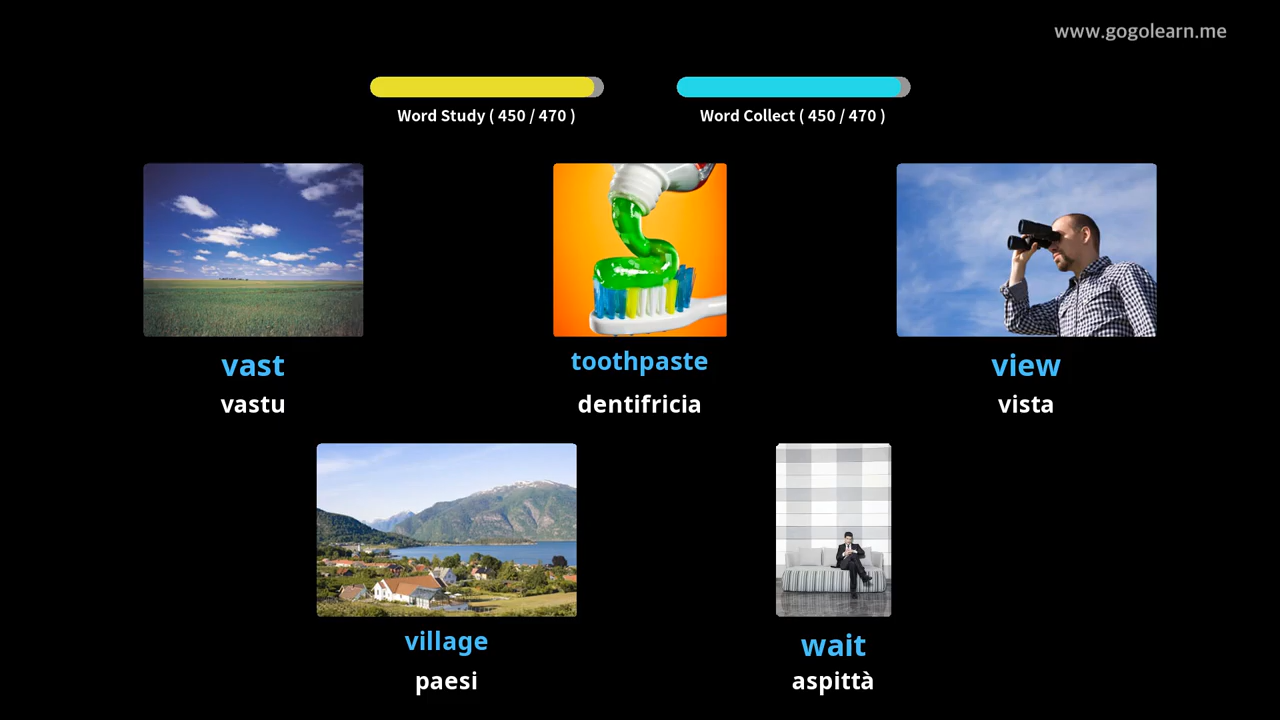 www.gogolearn.me
Word Study ( 450 / 470 )
Word Collect ( 450 / 470 )
vast
vastu
toothpaste
dentifricia
view
vista
village
paesi
wait
aspittà